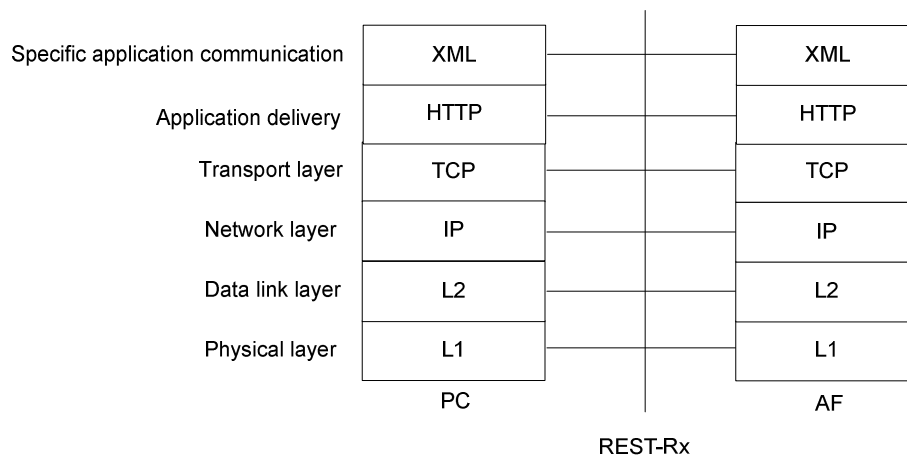 Specific application communication XML XML
Application delivery HTTP HTTP
Transport layer TCP TCP
Network layer IP IP
Data link layer L2 L2
Physical layer L1 L1
PC AF
REST-Rx